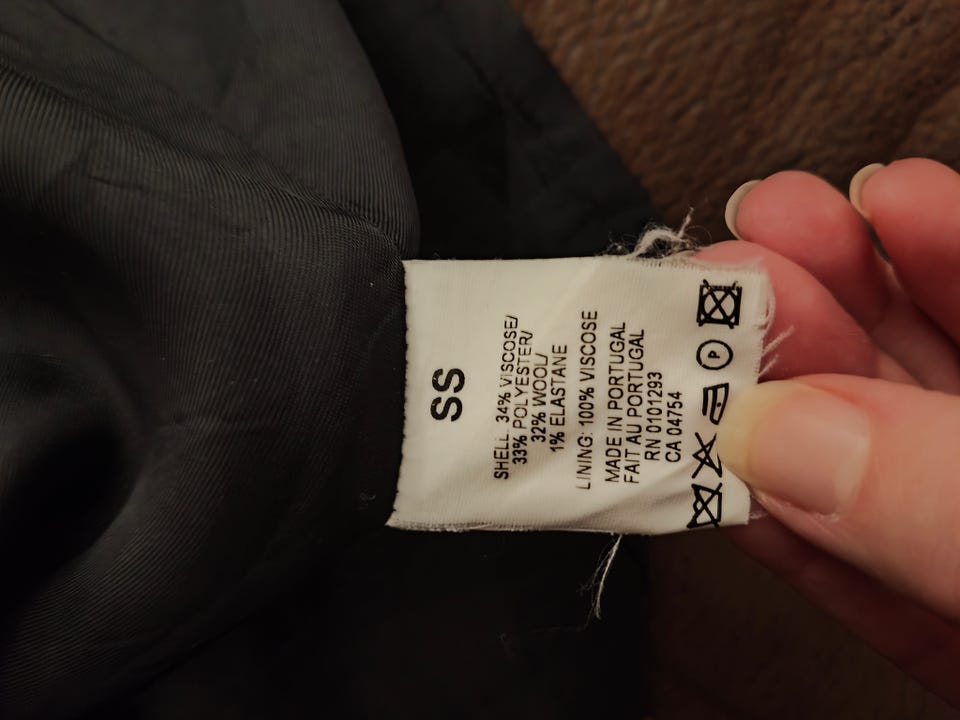 SS
SHELL: 34% VISCOSE/
33% POLYESTER/
32% WOOL/
1% ELASTANE
LINING: 100% VISCOSE
MADE IN PORTUGAL
FAIT AU PORTUGAL
RN 0101293
CA 04754
P